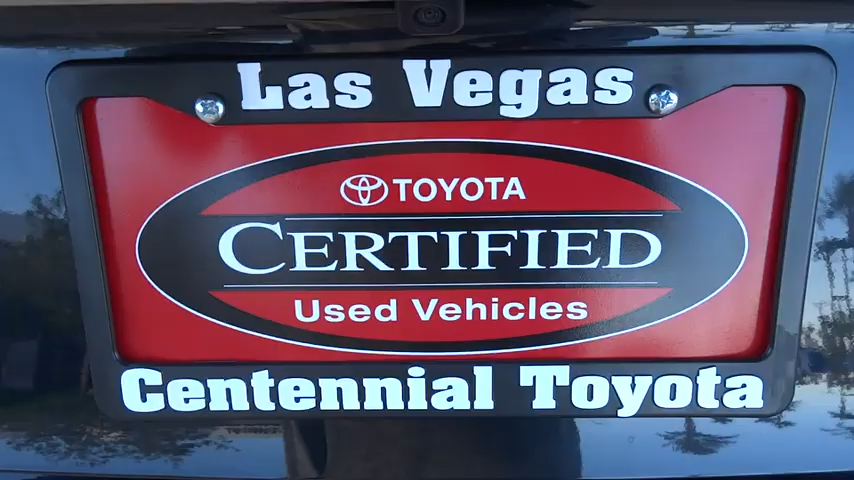 Las Vegas
TOYOTA
CERTIFIED
Used Vehicles
Centennial Toyota